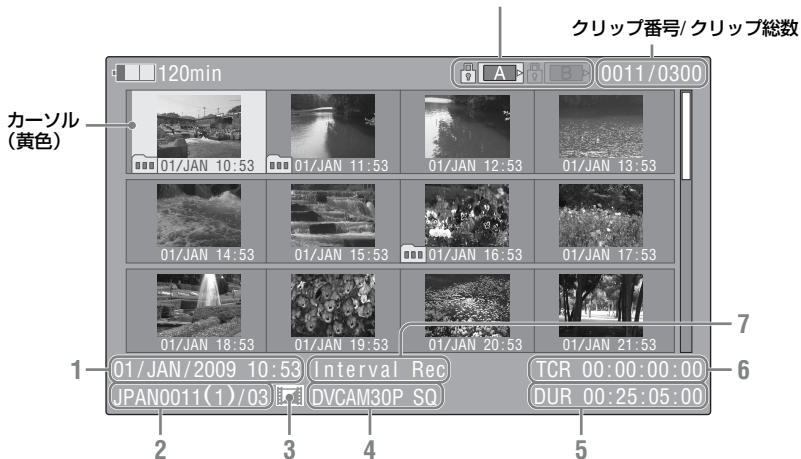 クリップ番号/クリップ総数
120min
A
B
0011/0300
カーソル
(黄色)
01/JAN 10:53
01/JAN 11:53
01/JAN 12:53
01/JAN 13:53
01/JAN 14:53
01/JAN 15:53
01/JAN 16:53
01/JAN 17:53
01/JAN 18:53
01/JAN 19:53
01/JAN 20:53
01/JAN 21:53
7
1
01/JAN/2009 10:53
Interval Rec
TCR 00:00:00:00
6
JPAN0011(1)/03
DVCAM30P SQ
DUR 00:25:05:00
2
3
4
5